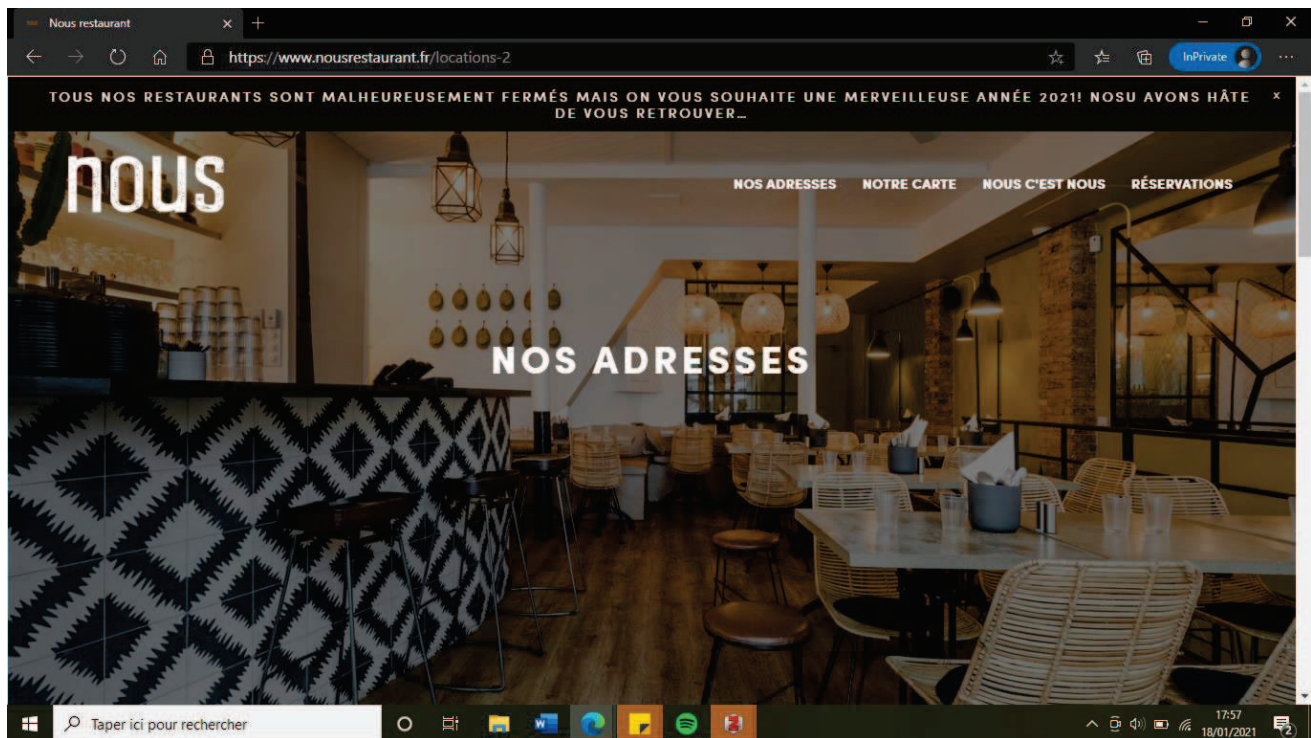 Nous restaurant
https://www.nousrestaurant.fr/locations-2
InPrivate
TOUS NOS RESTAURANTS SONT MALHEUREUSEMENT FERMÉS MAIS ON VOUS SOUHAITE UNE MERVEILLEUSE ANNÉE 2021! NOSU AVONS HÂTE
DE VOUS RETROUVER…
nous
NOS ADRESSES NOTRE CARTE NOUS C'EST NOUS RÉSERVATIONS
NOS ADRESSES
Taper ici pour rechercher
17:57
18/01/2021
2